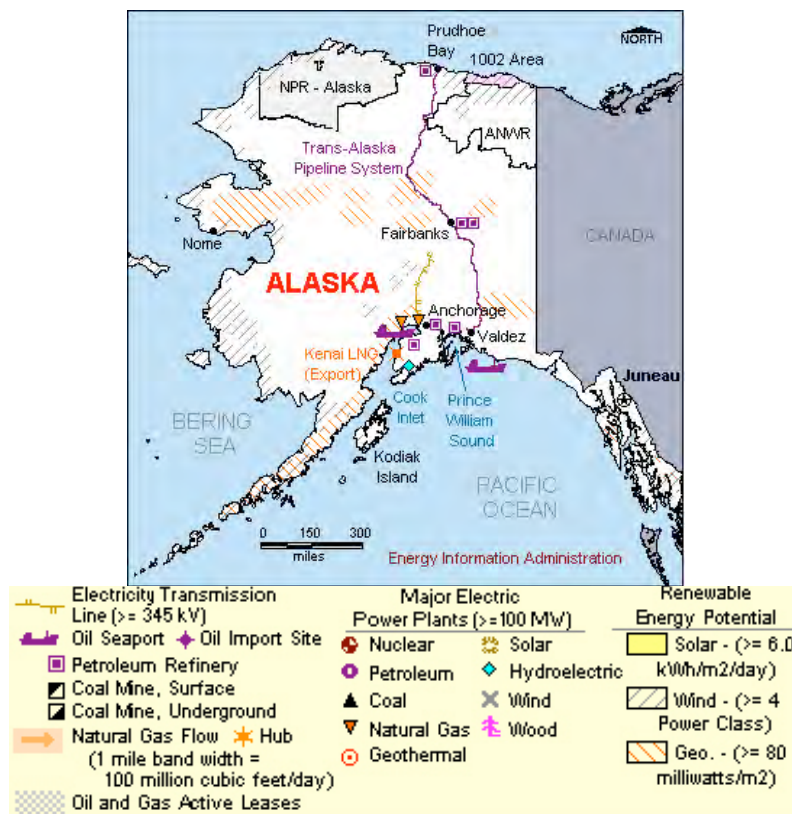 Prudhoe
Bay
NORTH
1002 Area
NPR - Alaska
ANWR
Trans-Alaska
Pipeline System
Fairbanks
Nome
CANADA
ALASKA
Anchorage
Valdez
Kenai LNG
(Export)
Juneau
Cook
Inlet
Prince
William
Sound
BERING
SEA
Kodiak
Island
PACIFIC
OCEAN
0 150 300
miles
Energy Information Administration
Electricity Transmission
Line (>= 345 kV)
Oil Seaport
Oil Import Site
Petroleum Refinery
Coal Mine, Surface
Coal Mine, Underground
Natural Gas Flow
Hub
(1 mile band width =
100 million cubic feet/day)
Oil and Gas Active Leases
Major Electric
Power Plants (>=100 MW)
Nuclear
Solar
Petroleum
Hydroelectric
Coal
Wind
Natural Gas
Wood
Geothermal
Renewable
Energy Potential
Solar - (>= 6.0
kWh/m2/day)
Wind - (>= 4
Power Class)
Geo. - (>= 80
milliwatts/m2)